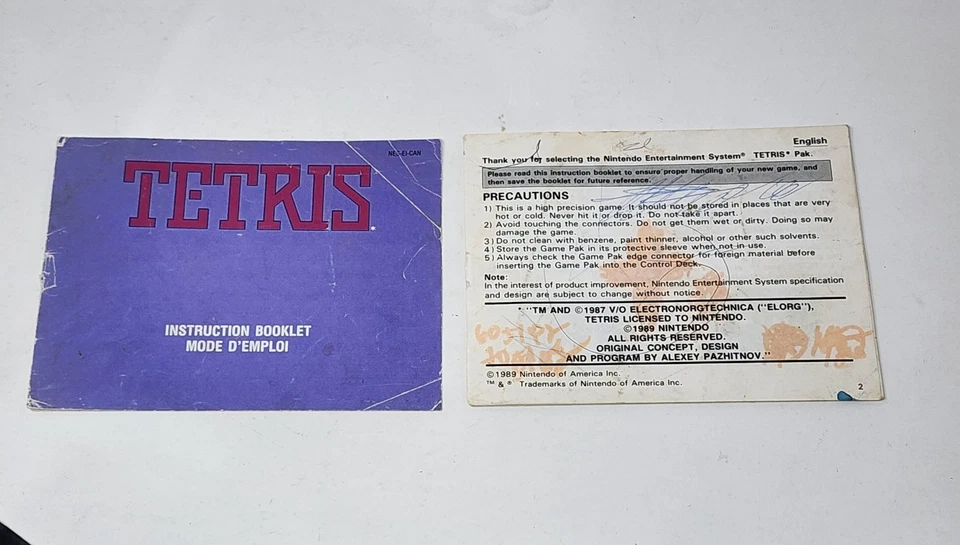 NES-EI-CAN
TETRIS®
INSTRUCTION BOOKLET
MODE D'EMPLOI
English
Thank you for selecting the Nintendo Entertainment System® TETRIS® Pak.
Please read this instruction booklet to ensure proper handling of your new game, and
then save the booklet for future reference.
PRECAUTIONS
1) This is a high precision game. It should not be stored in places that are very
hot or cold. Never hit it or drop it. Do not take it apart.
2) Avoid touching the connectors. Do not get them wet or dirty. Doing so may
damage the game.
3) Do not clean with benzene, paint thinner, alcohol or other such solvents.
4) Store the Game Pak in its protective sleeve when not in use.
5) Always check the Game Pak edge connector for foreign material before
inserting the Game Pak into the Control Deck.
Note:
In the interest of product improvement, Nintendo Entertainment System specification
and design are subject to change without notice.
"TM AND ©1987 V/O ELECTRONORGTECHNICA ("ELORG"),
TETRIS LICENSED TO NINTENDO.
©1989 NINTENDO
ALL RIGHTS RESERVED.
ORIGINAL CONCEPT, DESIGN
AND PROGRAM BY ALEXEY PAZHITNOV."
©1989 Nintendo of America Inc.
™ & ® Trademarks of Nintendo of America Inc.
2